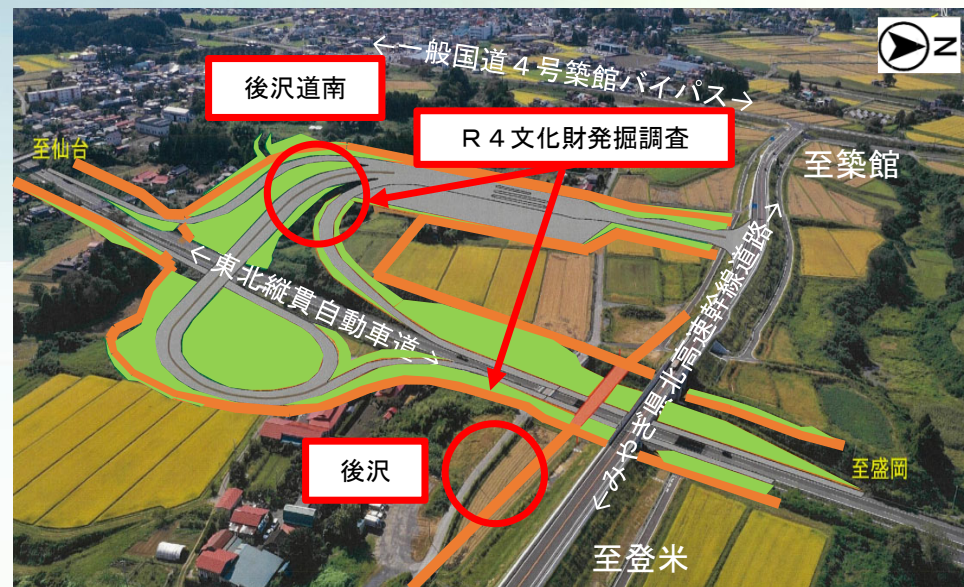 ←一般国道4号築館バイパス→
N
後沢道南
R4文化財発掘調査
至仙台
至築館
←東北縦貫自動車道→
←みやぎ県北高速幹線道路→
後沢
至盛岡
至登米